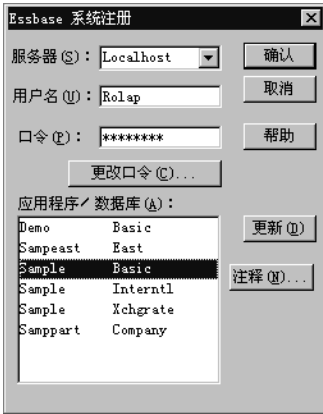 Essbase 系统注册
服务器(S)： Localhost 确认
用户名(U)： Rolap 取消
口令(P)： ******** 帮助
更改口令(C)...
应用程序/数据库(A)：
Demo Basic 更新(D)
Sampeast East
Sample Basic 注释(N)...
Sample Interntl
Sample Xchgrate
Samppart Company